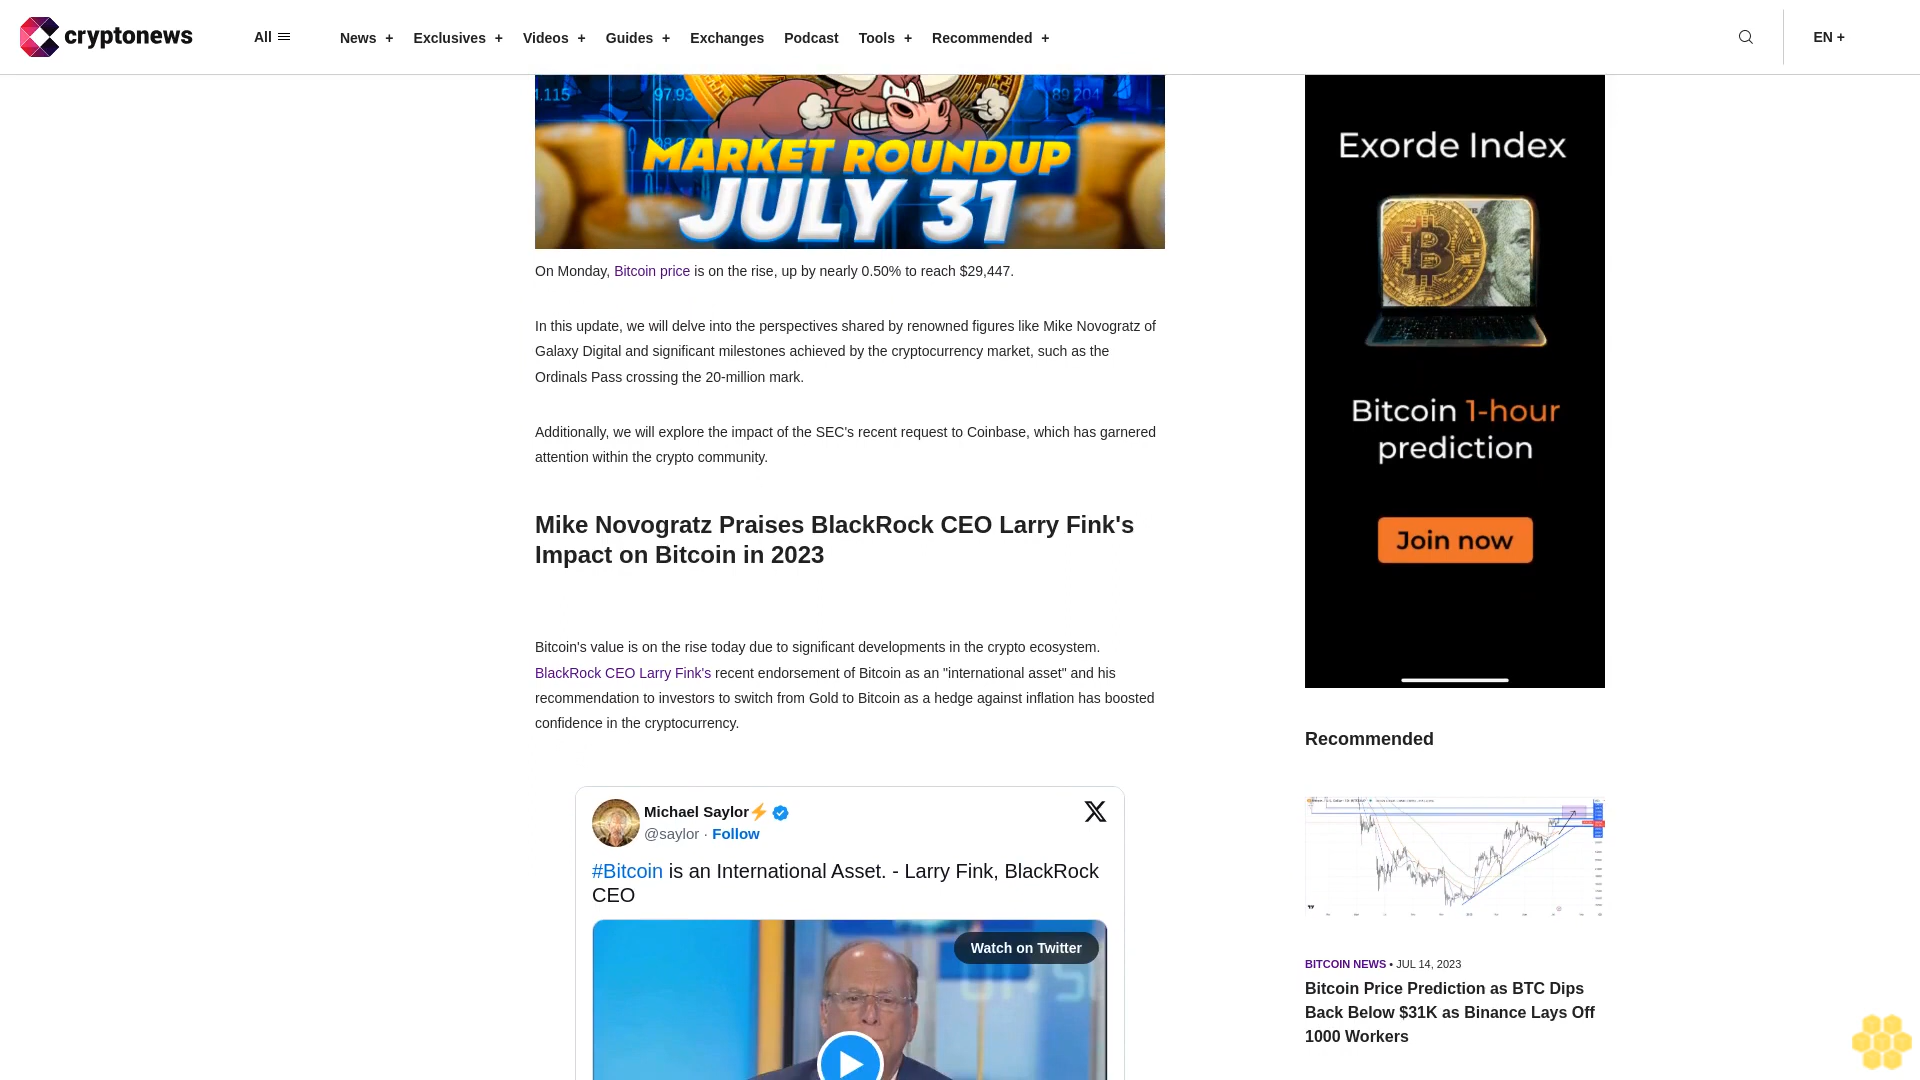 cryptonews
All
News +
Exclusives +
Videos +
Guides +
Exchanges
Podcast
Tools +
Recommended +
EN +
97.93
89 204
MARKET ROUNDUP
JULY 31
On Monday, Bitcoin price is on the rise, up by nearly 0.50% to reach $29,447.
In this update, we will delve into the perspectives shared by renowned figures like Mike Novogratz of
Galaxy Digital and significant milestones achieved by the cryptocurrency market, such as the
Ordinals Pass crossing the 20-million mark.
Additionally, we will explore the impact of the SEC's recent request to Coinbase, which has garnered
attention within the crypto community.
Mike Novogratz Praises BlackRock CEO Larry Fink's
Impact on Bitcoin in 2023
Bitcoin's value is on the rise today due to significant developments in the crypto ecosystem.
BlackRock CEO Larry Fink's recent endorsement of Bitcoin as an "international asset" and his
recommendation to investors to switch from Gold to Bitcoin as a hedge against inflation has boosted
confidence in the cryptocurrency.
Michael Saylor⚡
@saylor · Follow
#Bitcoin is an International Asset. - Larry Fink, BlackRock
CEO
Watch on Twitter
Exorde Index
Bitcoin 1-hour
prediction
Join now
Recommended
BITCOIN NEWS • JUL 14, 2023
Bitcoin Price Prediction as BTC Dips
Back Below $31K as Binance Lays Off
1000 Workers